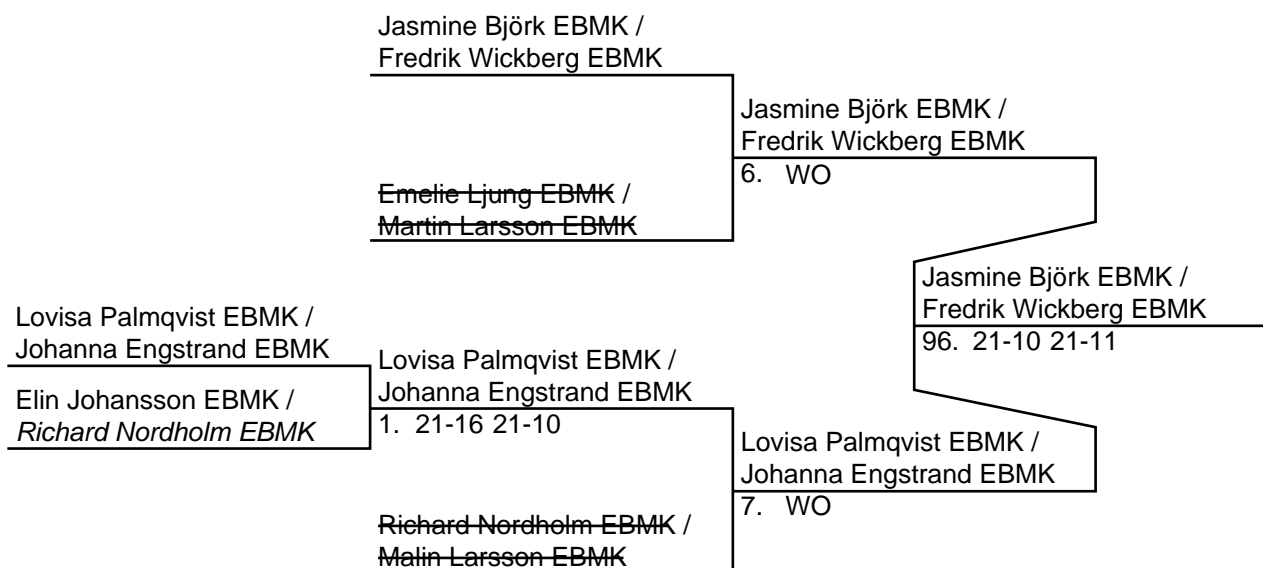 Jasmine Björk EBMK /
Fredrik Wickberg EBMK
Jasmine Björk EBMK /
Fredrik Wickberg EBMK
6. WO
Emelie Ljung EBMK /
Martin Larsson EBMK
Jasmine Björk EBMK /
Fredrik Wickberg EBMK
96. 21-10 21-11
Lovisa Palmqvist EBMK /
Johanna Engstrand EBMK
Lovisa Palmqvist EBMK /
Johanna Engstrand EBMK
1. 21-16 21-10
Elin Johansson EBMK /
Richard Nordholm EBMK
Lovisa Palmqvist EBMK /
Johanna Engstrand EBMK
7. WO
Richard Nordholm EBMK /
Malin Larsson EBMK